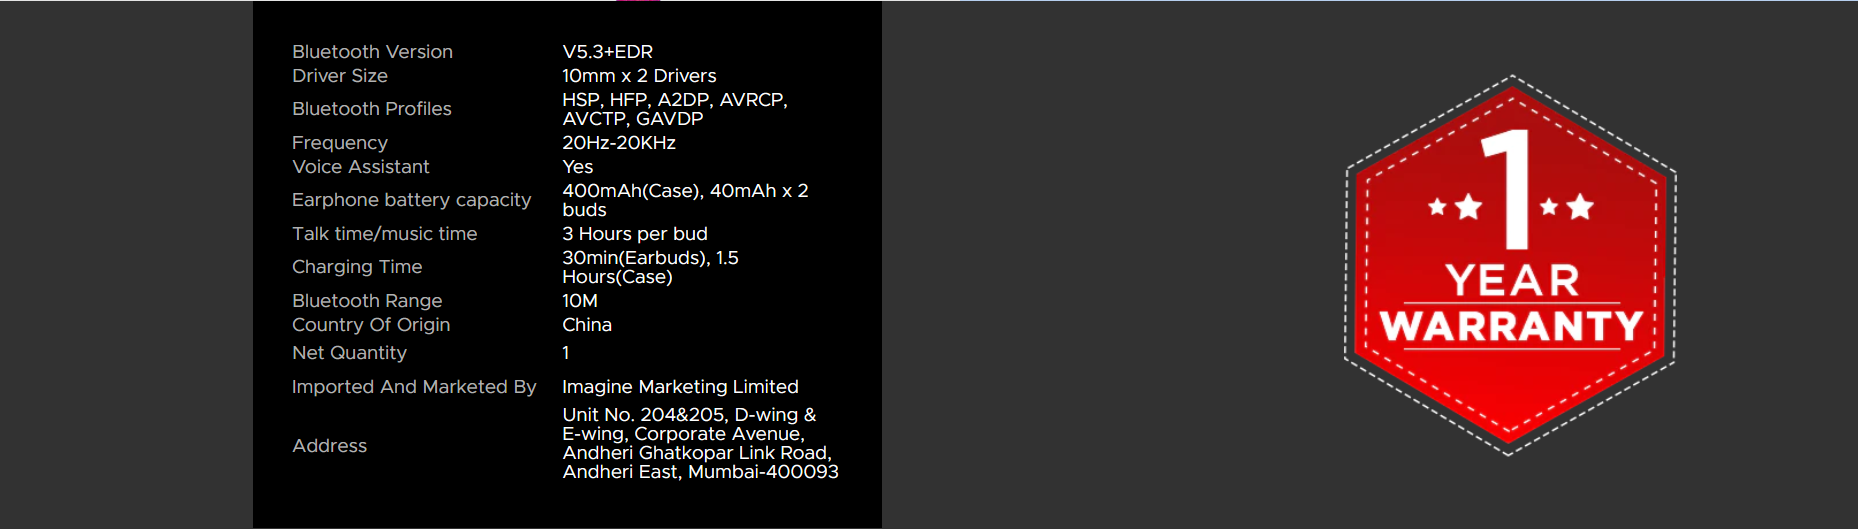 Bluetooth Version V5.3+EDR
Driver Size 10mm x 2 Drivers
Bluetooth Profiles HSP, HFP, A2DP, AVRCP,
AVCTP, GAVDP
Frequency 20Hz-20KHz
Voice Assistant Yes
Earphone battery capacity 400mAh(Case), 40mAh x 2
buds
Talk time/music time 3 Hours per bud
Charging Time 30min(Earbuds), 1.5
Hours(Case)
Bluetooth Range 10M
Country Of Origin China
Net Quantity 1
Imported And Marketed By Imagine Marketing Limited
Address Unit No. 204&205, D-wing &
E-wing, Corporate Avenue,
Andheri Ghatkopar Link Road,
Andheri East, Mumbai-400093
1
YEAR
WARRANTY